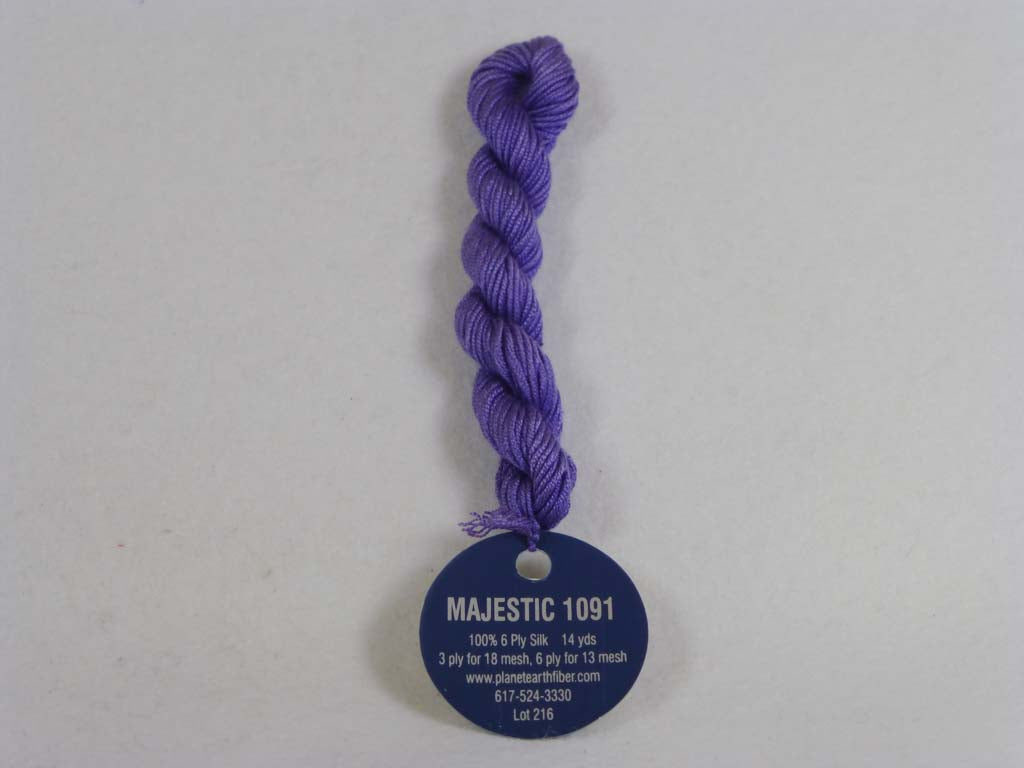 MAJESTIC 1091
100% 6 Ply Silk 14 yds
3 ply for 18 mesh, 6 ply for 13 mesh
www.planetearthfiber.com
617-524-3330
Lot 216